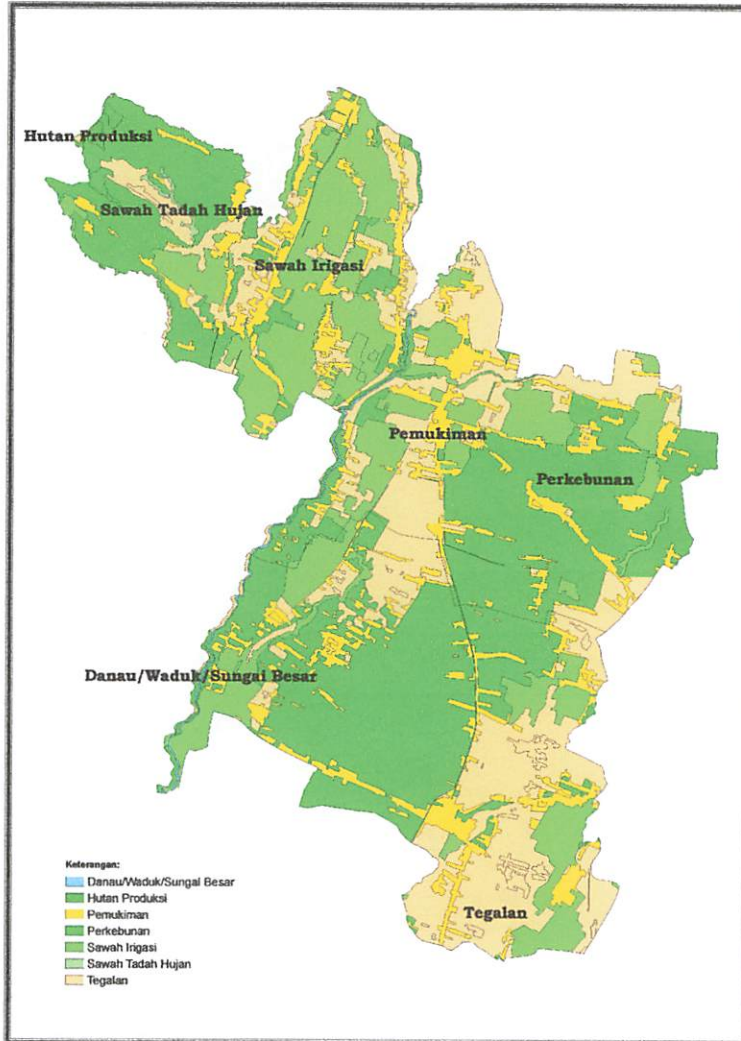 Hutan Produksi
Sawah Tadah Hujan
Sawah Irigasi
Pemukiman
Perkebunan
Danau/Waduk/Sungai Besar
Tegalan
Keterangan:
Danau/Waduk/Sungai Besar
Hutan Produksi
Pemukiman
Perkebunan
Sawah Irigasi
Sawah Tadah Hujan
Tegalan